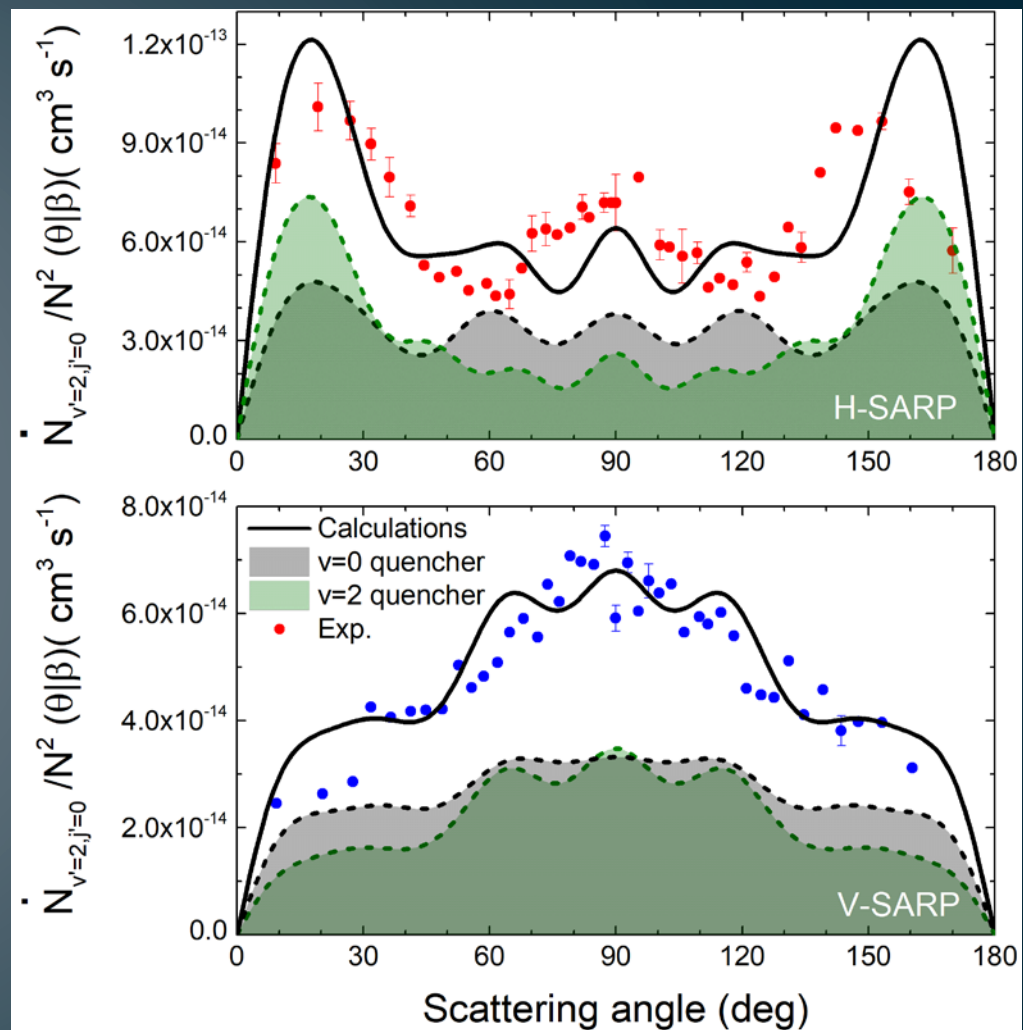 1.2x10⁻¹³
9.0x10⁻¹⁴
6.0x10⁻¹⁴
3.0x10⁻¹⁴
0.0
Ṅv'=2,j'=0 /N² (θ|β)( cm³ s⁻¹)
H-SARP
0 30 60 90 120 150 180
8.0x10⁻¹⁴
6.0x10⁻¹⁴
4.0x10⁻¹⁴
2.0x10⁻¹⁴
0.0
Ṅv'=2,j'=0 /N² (θ|β)( cm³ s⁻¹)
Calculations
v=0 quencher
v=2 quencher
Exp.
V-SARP
0 30 60 90 120 150 180
Scattering angle (deg)